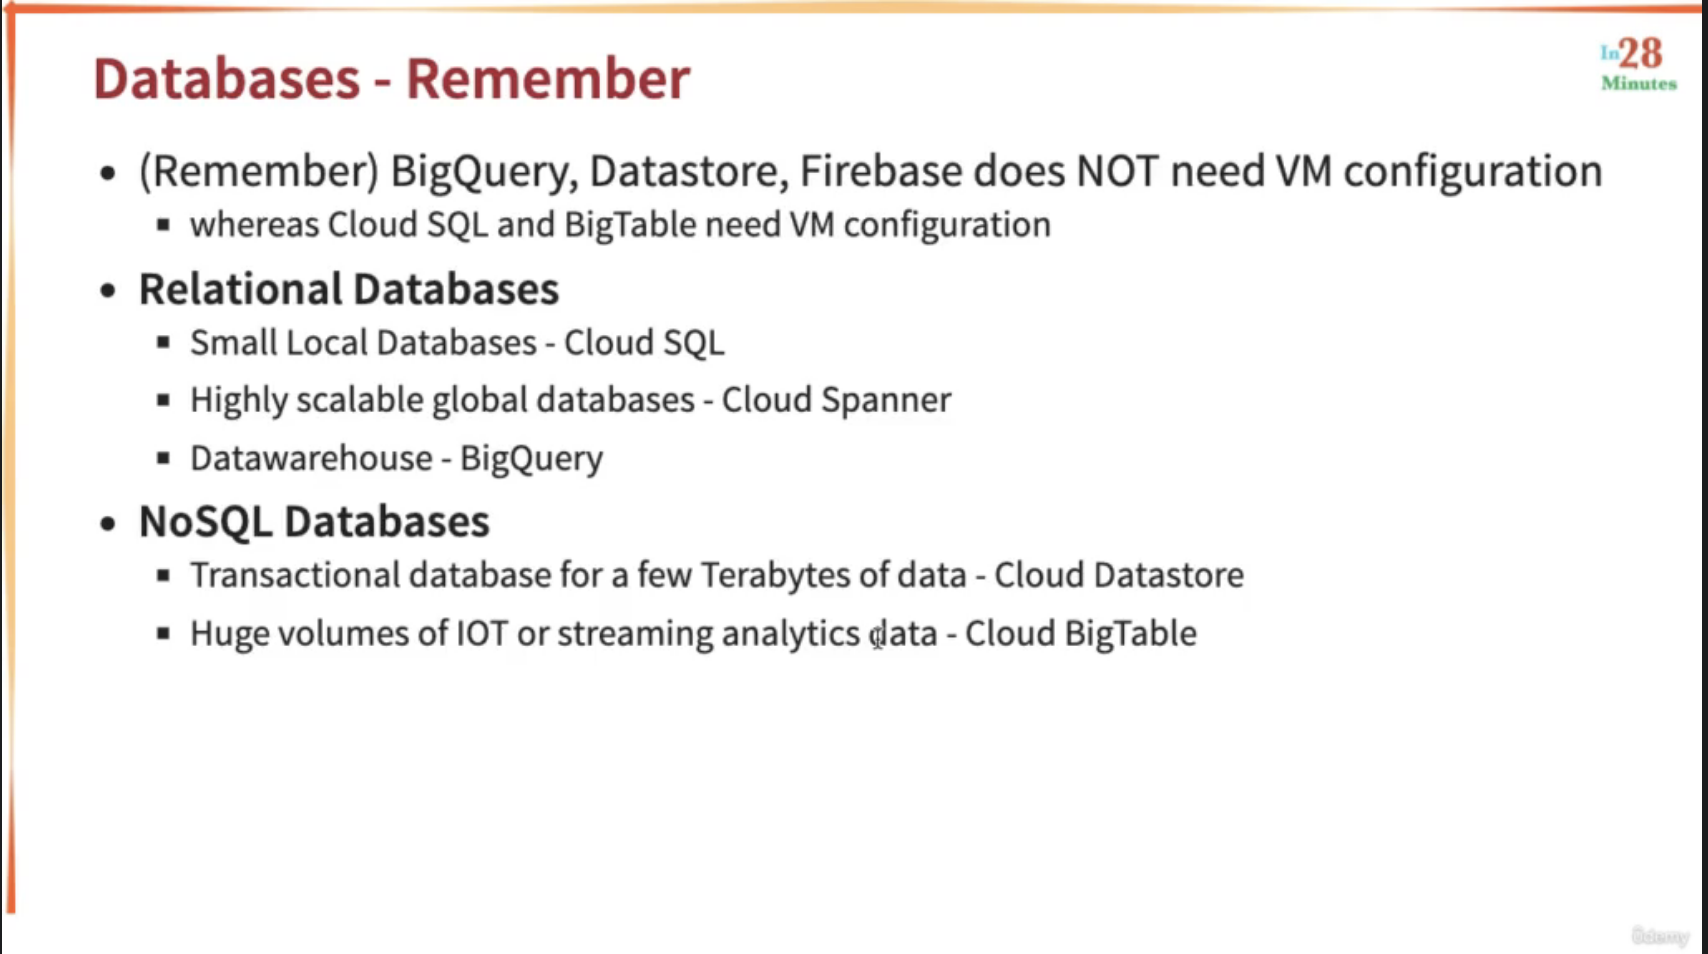 Databases - Remember
In28
Minutes
• (Remember) BigQuery, Datastore, Firebase does NOT need VM configuration
▪ whereas Cloud SQL and BigTable need VM configuration
• Relational Databases
▪ Small Local Databases - Cloud SQL
▪ Highly scalable global databases - Cloud Spanner
▪ Datawarehouse - BigQuery
• NoSQL Databases
▪ Transactional database for a few Terabytes of data - Cloud Datastore
▪ Huge volumes of IOT or streaming analytics data - Cloud BigTable
ûdemy